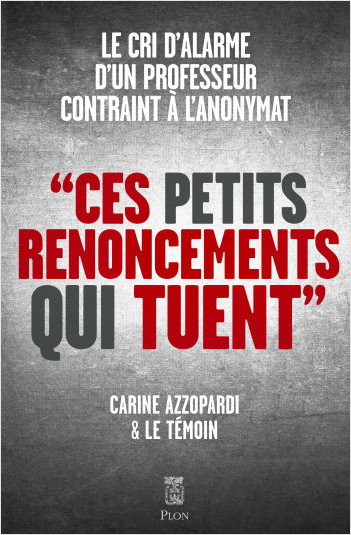 LE CRI D'ALARME
D'UN PROFESSEUR
CONTRAINT À L'ANONYMAT
“CES PETITS
RENONCEMENTS
QUI TUENT”
CARINE AZZOPARDI
& LE TÉMOIN
PLON